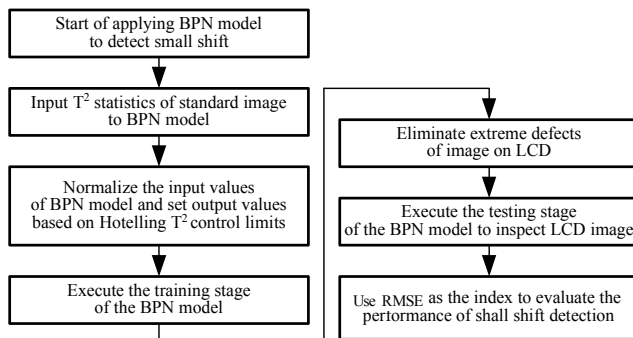 Start of applying BPN model
to detect small shift
Input T² statistics of standard image
to BPN model
Normalize the input values
of BPN model and set output values
based on Hotelling T² control limits
Execute the training stage
of the BPN model
Eliminate extreme defects
of image on LCD
Execute the testing stage
of the BPN model to inspect LCD image
Use RMSE as the index to evaluate the
performance of shall shift detection